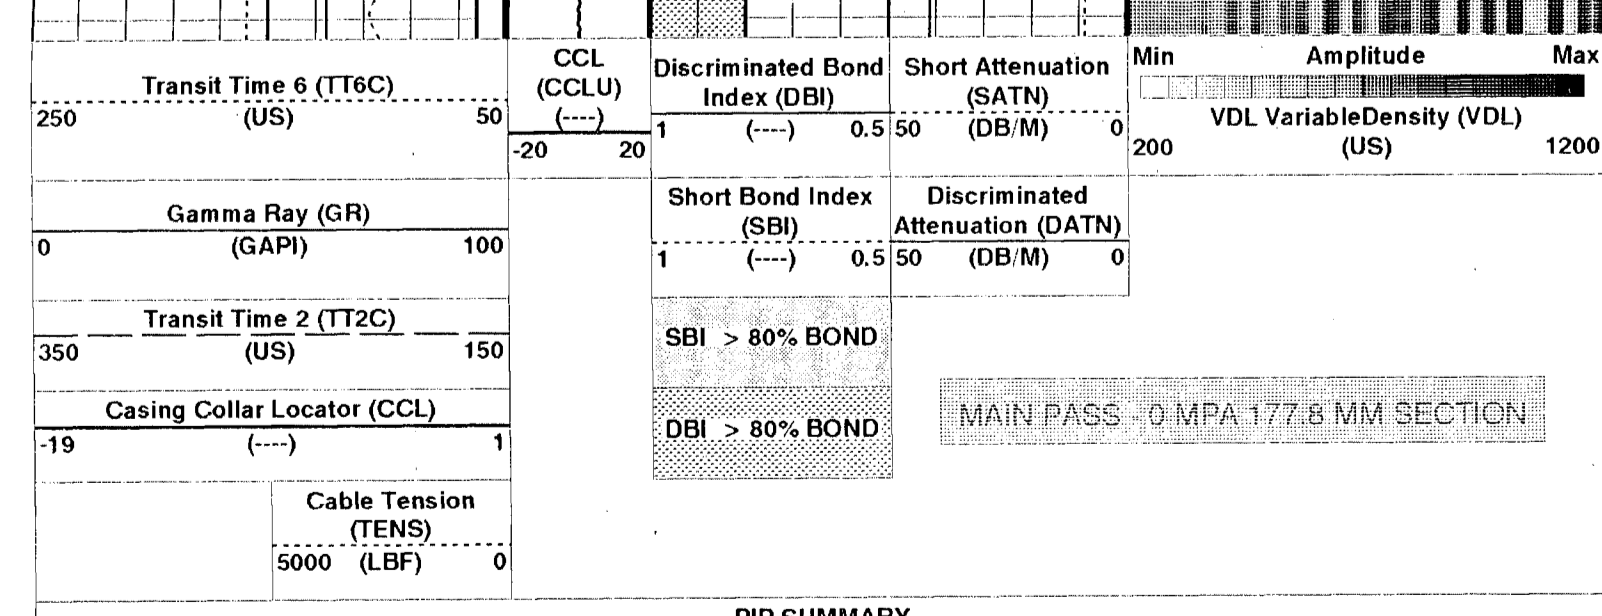 Transit Time 6 (TT6C)
250 (US) 50
CCL
(CCLU)
(----)
-20 20
Discriminated Bond
Index (DBI)
1 (----) 0.5
Short Attenuation
(SATN)
50 (DB/M) 0
Min Amplitude Max
VDL VariableDensity (VDL)
200 (US) 1200
Gamma Ray (GR)
0 (GAPI) 100
Short Bond Index
(SBI)
1 (----) 0.5
Discriminated
Attenuation (DATN)
50 (DB/M) 0
Transit Time 2 (TT2C)
350 (US) 150
SBI > 80% BOND
Casing Collar Locator (CCL)
-19 (----) 1
DBI > 80% BOND
MAIN PASS - 0 MPA 177.8 MM SECTION
Cable Tension
(TENS)
5000 (LBF) 0
PIP SUMMARY